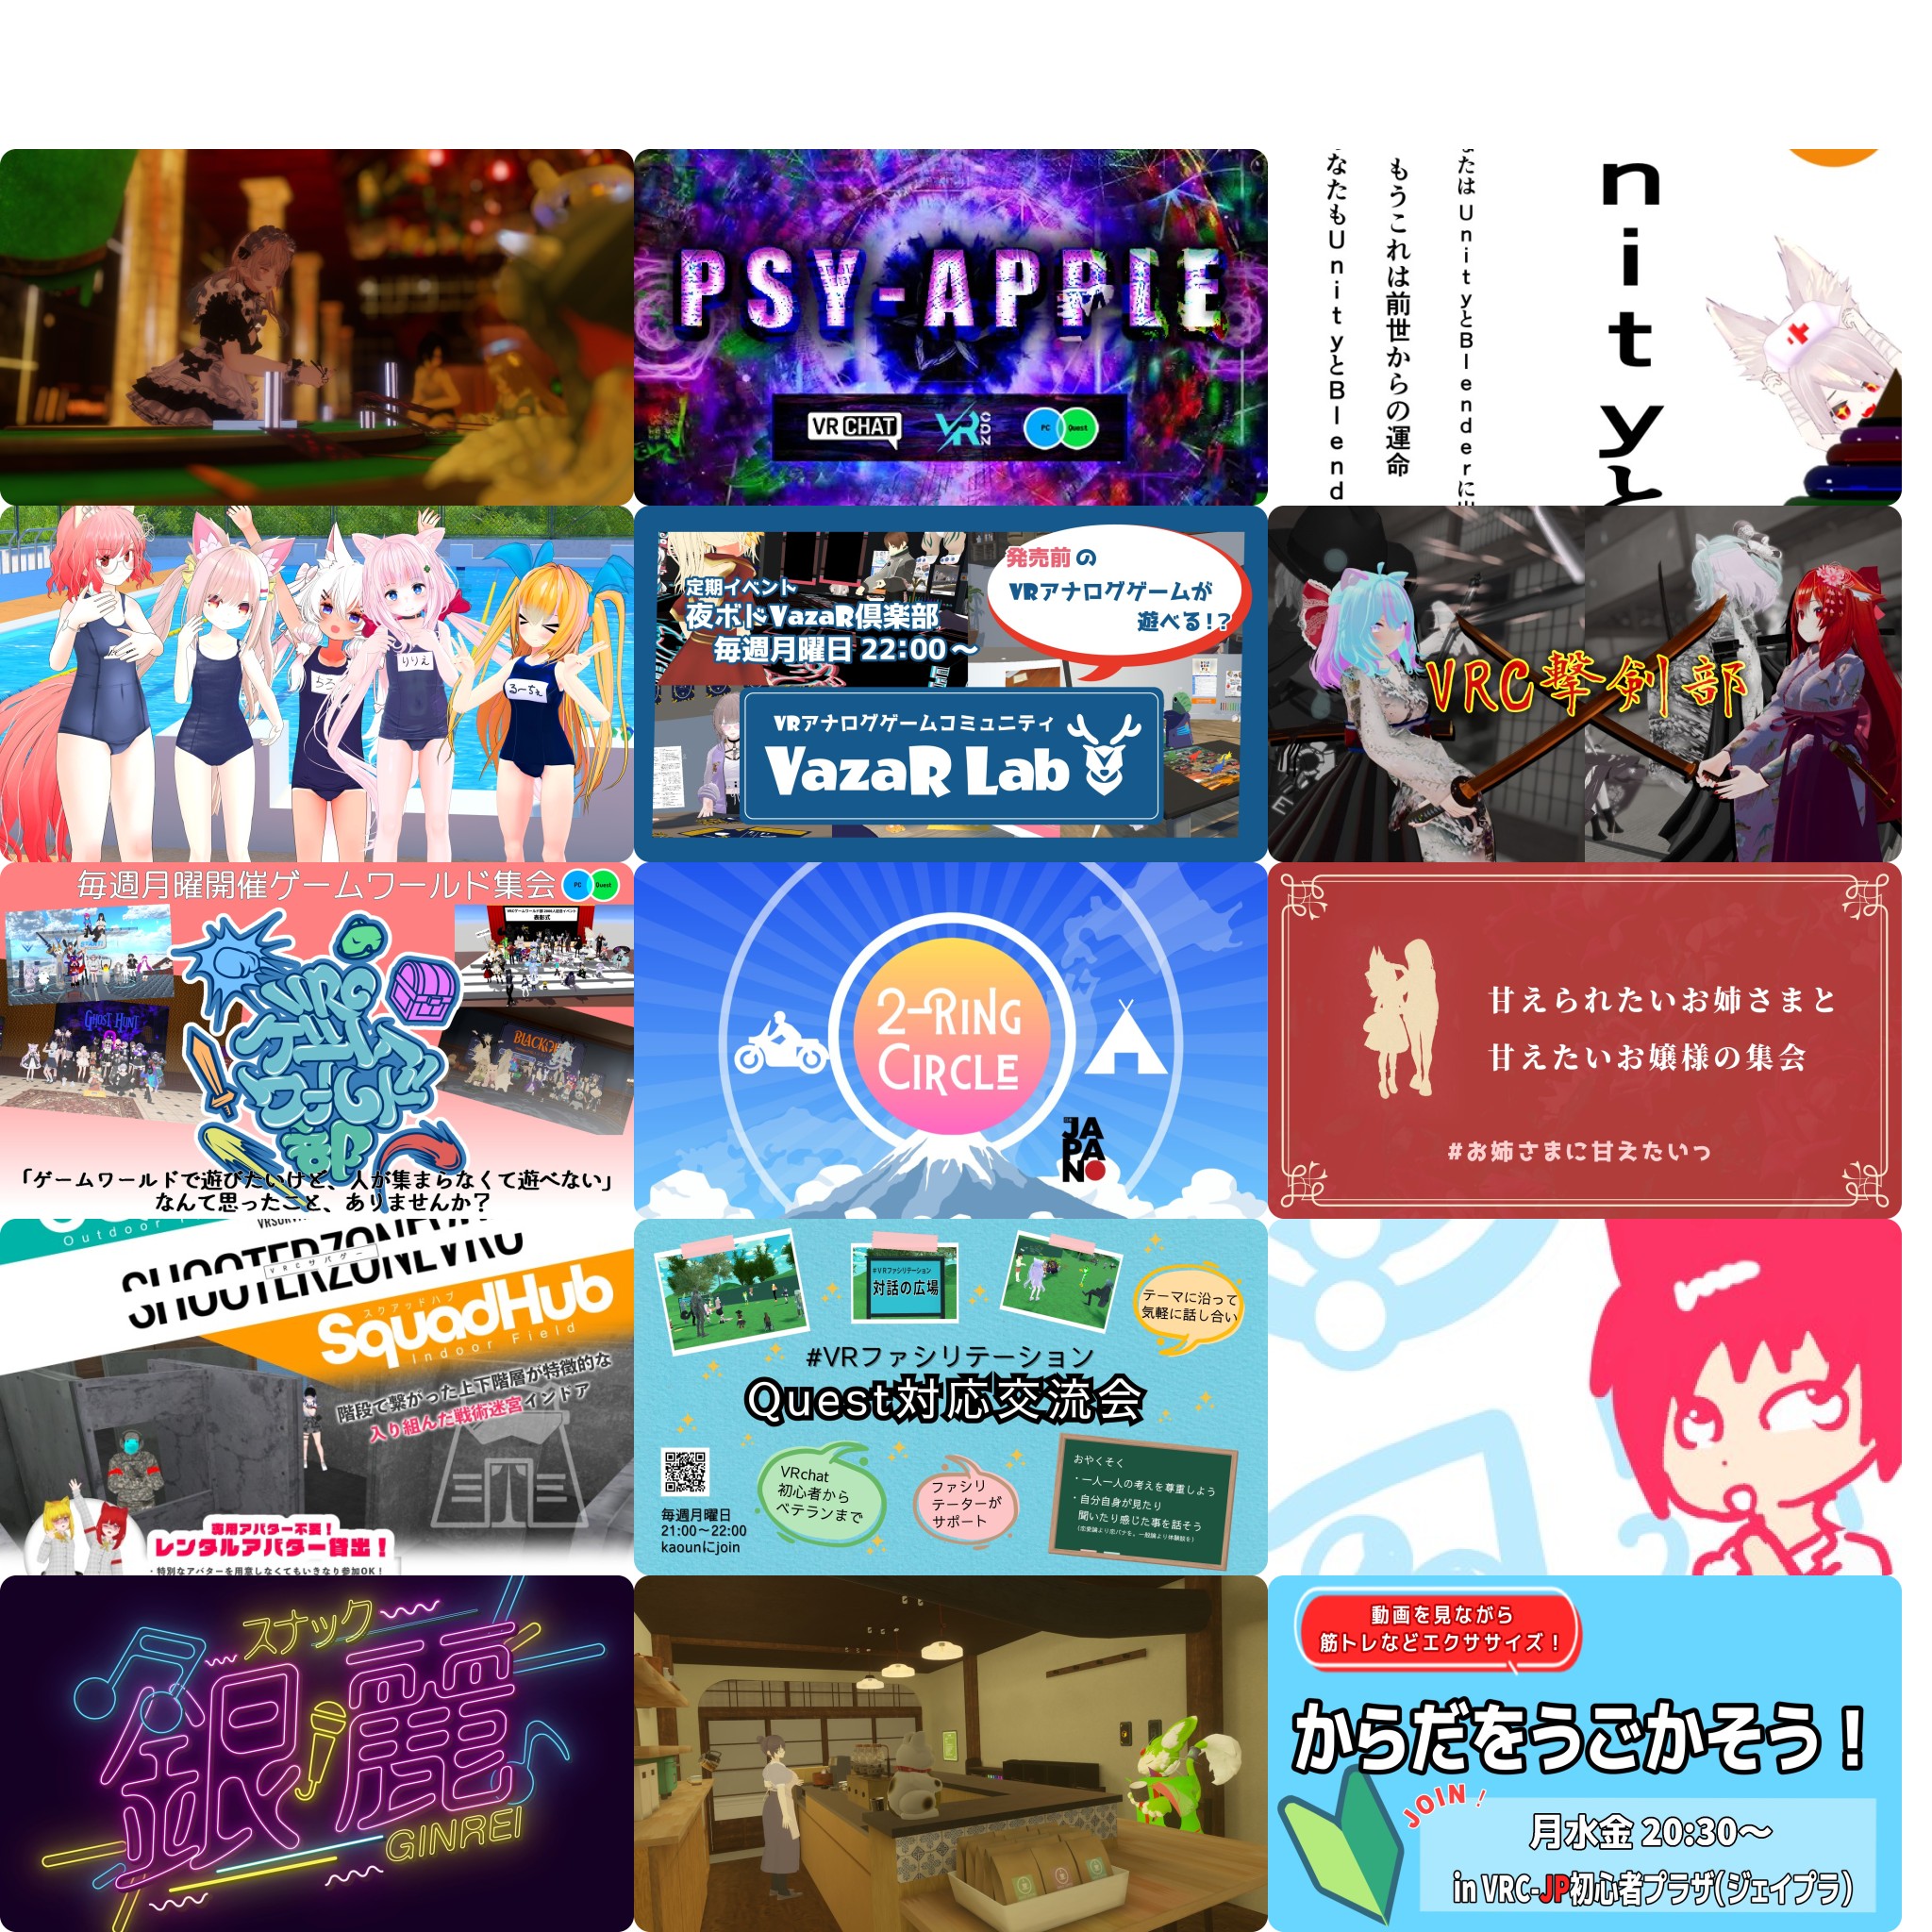 PSY-APPLE
VR CHAT
VR
PC
Quest
nityと
たはUnityとBlenderに
もうこれは前世からの運命
なたもUnityとBlend
りりえ
るーちぇ
定期イベント
夜ボドVazaR倶楽部
毎週月曜日 22:00～
発売前の
VRアナログゲームが
遊べる!?
VRアナログゲームコミュニティ
VazaR Lab
VRC撃剣部
毎週月曜開催ゲームワールド集会
PC
Quest
GHOST HUNT
VRC
ゲーム
ワールド
部
「ゲームワールドで遊びたいけど、人が集まらなくて遊べない」
なんて思ったこと、ありませんか?
2-RING
CIRCLE
JA
PA
NO
甘えられたいお姉さまと
甘えたいお嬢様の集会
#お姉さまに甘えたいっ
Outdoor
SHOOTERZONEVRC
VRCサバゲー
スクアッドハブ
SquadHub
Indoor Field
階段で繋がった上下階層が特徴的な
入り組んだ戦術迷宮インドア
専用アバター不要!
レンタルアバター貸出!
・特別なアバターを用意しなくてもいきなり参加OK!
#VRファシリテーション
対話の広場
テーマに沿って
気軽に話し合い
#VRファシリテーション
Quest対応交流会
毎週月曜日
21:00～22:00
kaounにjoin
VRchat
初心者から
ベテランまで
ファシリ
テーターが
サポート
おやくそく
・一人一人の考えを尊重しよう
・自分自身が見たり
聞いたり感じた事を話そう
スナック
銀麗
GINREI
動画を見ながら
筋トレなどエクササイズ!
からだをうごかそう!
JOIN!
月水金 20:30～
in VRC-JP初心者プラザ(ジェイプラ)